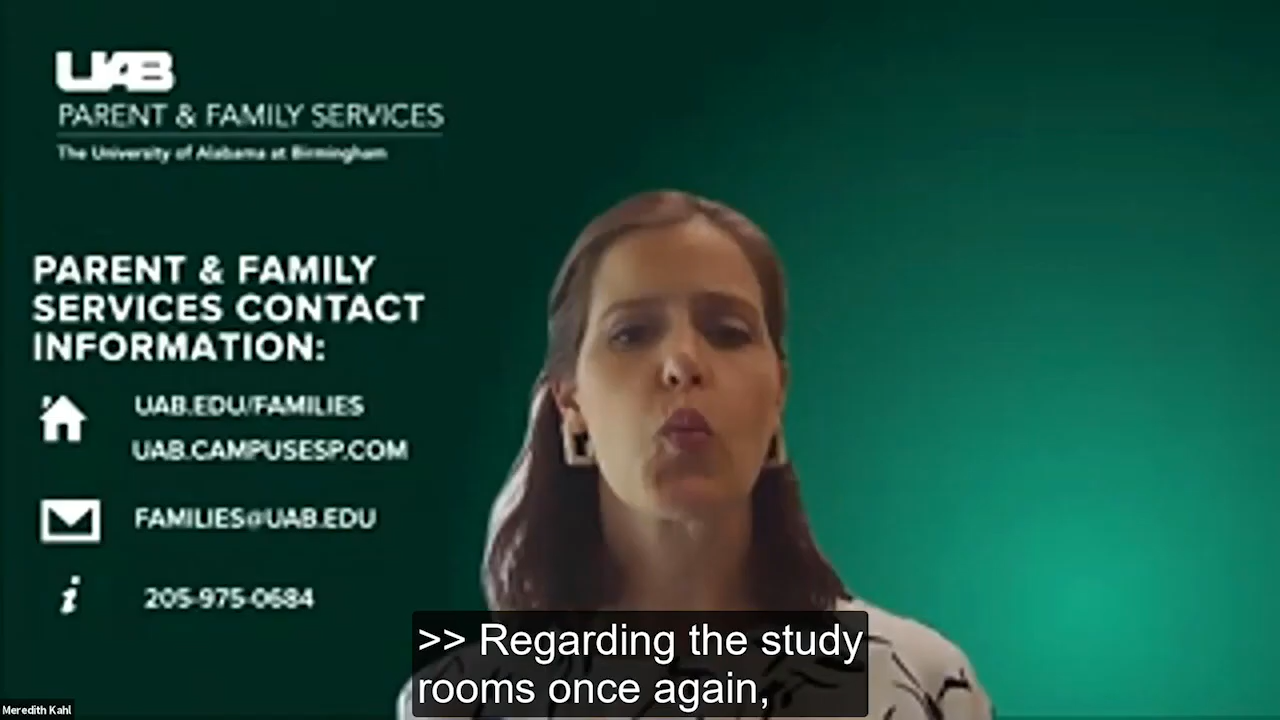 UAB
PARENT & FAMILY SERVICES
The University of Alabama at Birmingham
PARENT & FAMILY
SERVICES CONTACT
INFORMATION:
UAB.EDU/FAMILIES
UAB.CAMPUSESP.COM
FAMILIES@UAB.EDU
i 205-975-0684
>> Regarding the study
rooms once again,
Meredith Kahl